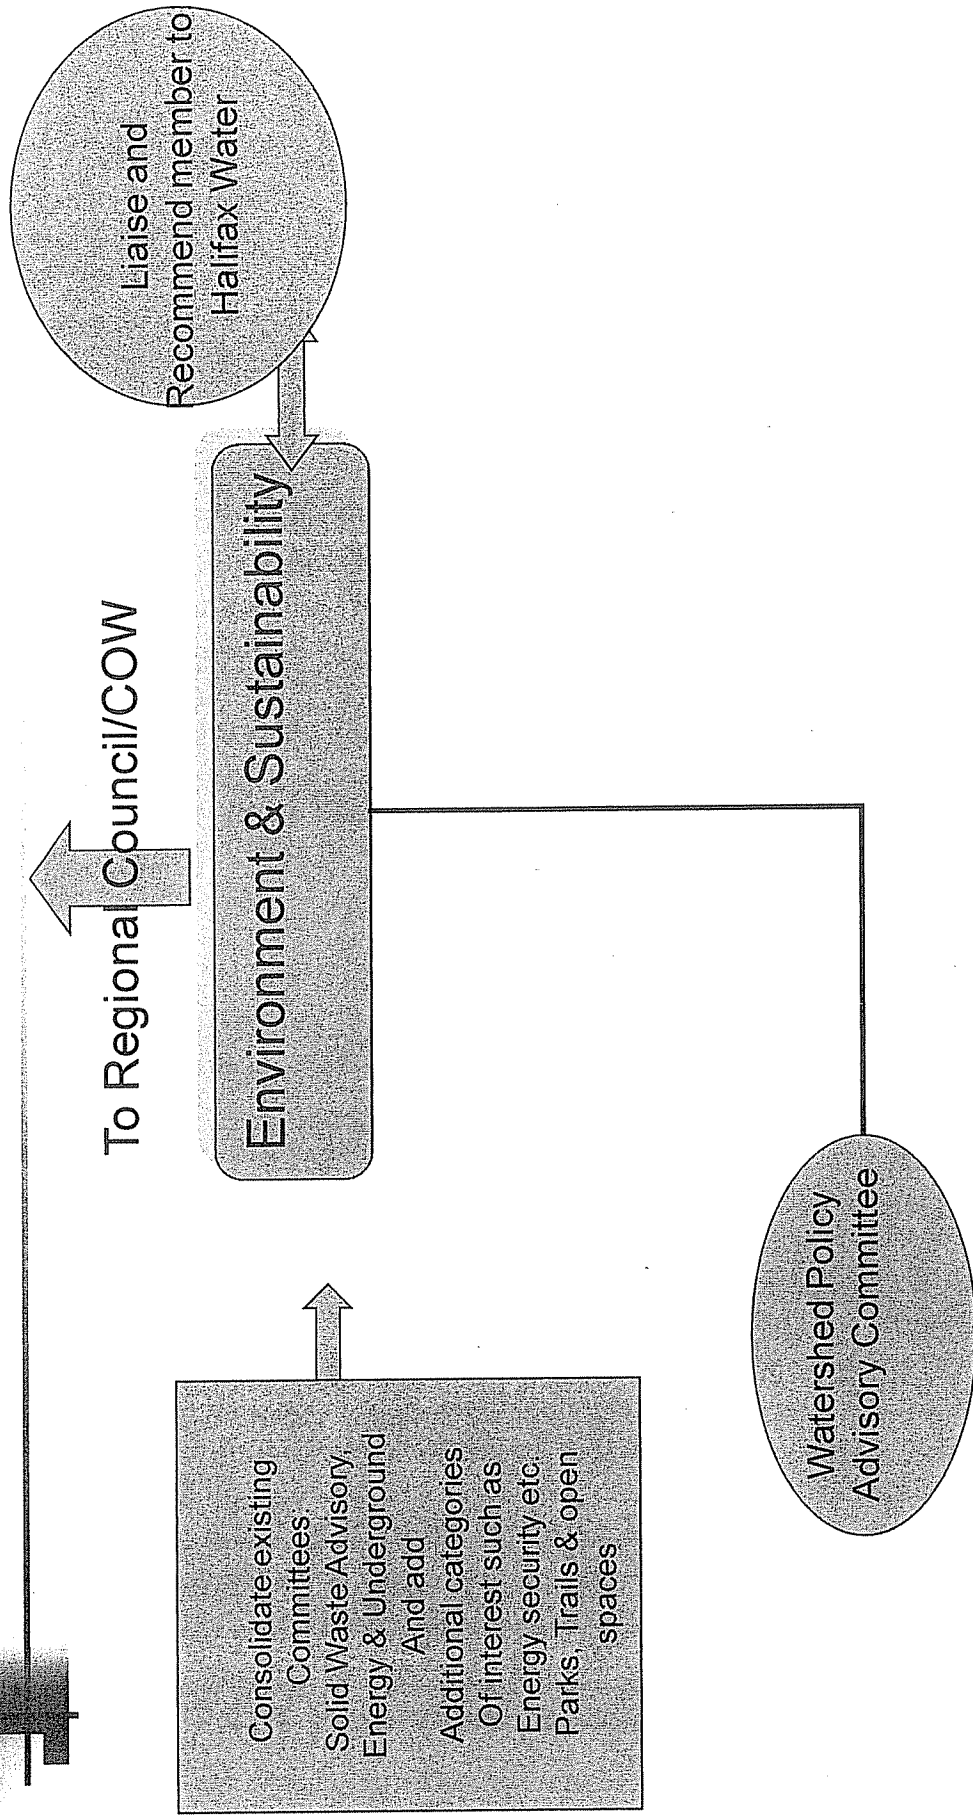 To Regional Council/COW
Environment & Sustainability
Liaise and
Recommend member to
Halifax Water
Consolidate existing
Committees
Solid Waste Advisory,
Energy & Underground
And add
Additional categories
Of interest such as
Energy security etc.
Parks, Trails & open
spaces
Watershed Policy
Advisory Committee